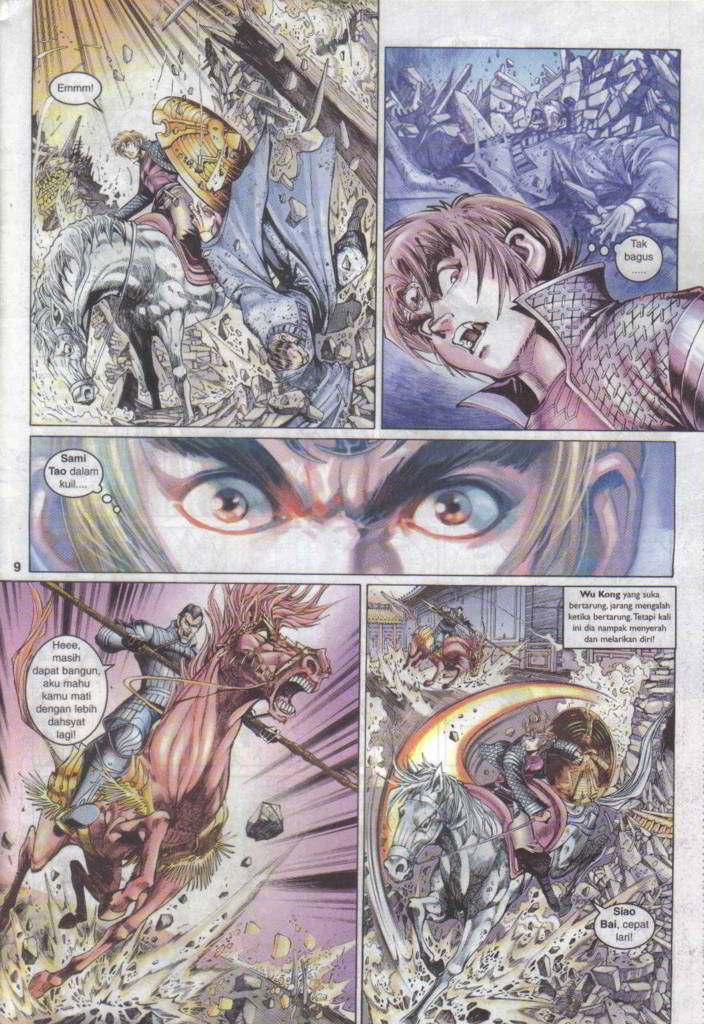 Emmm!
Tak
bagus
.....
Sami
Tao dalam
kuil....
9
Heee,
masih
dapat bangun,
aku mahu
kamu mati
dengan lebih
dahsyat
lagi!
Wu Kong yang suka
bertarung, jarang mengalah
ketika bertarung. Tetapi kali
ini dia nampak menyerah
dan melarikan diri!
Siao
Bai, cepat
lari!